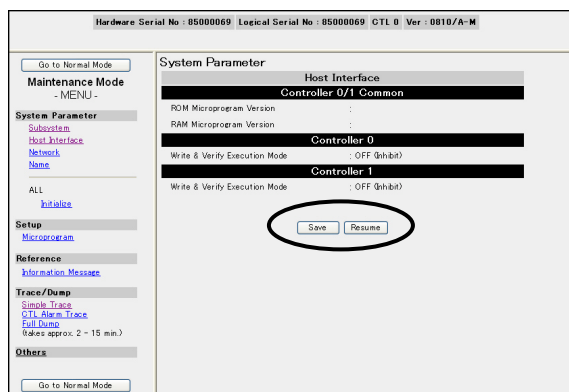 Hardware Serial No : 85000069 Logical Serial No : 85000069 CTL 0 Ver : 0810/A-M
Go to Normal Mode
Maintenance Mode
- MENU -
System Parameter
Subsystem
Host Interface
Network
Name
ALL
Initialize
Setup
Microprogram
Reference
Information Message
Trace/Dump
Simple Trace
CTL Alarm Trace
Full Dump
(takes approx. 2 - 15 min.)
Others
Go to Normal Mode
System Parameter
Host Interface
Controller 0/1 Common
ROM Microprogram Version :
RAM Microprogram Version :
Controller 0
Write & Verify Execution Mode : OFF (Inhibit)
Controller 1
Write & Verify Execution Mode : OFF (Inhibit)
Save Resume